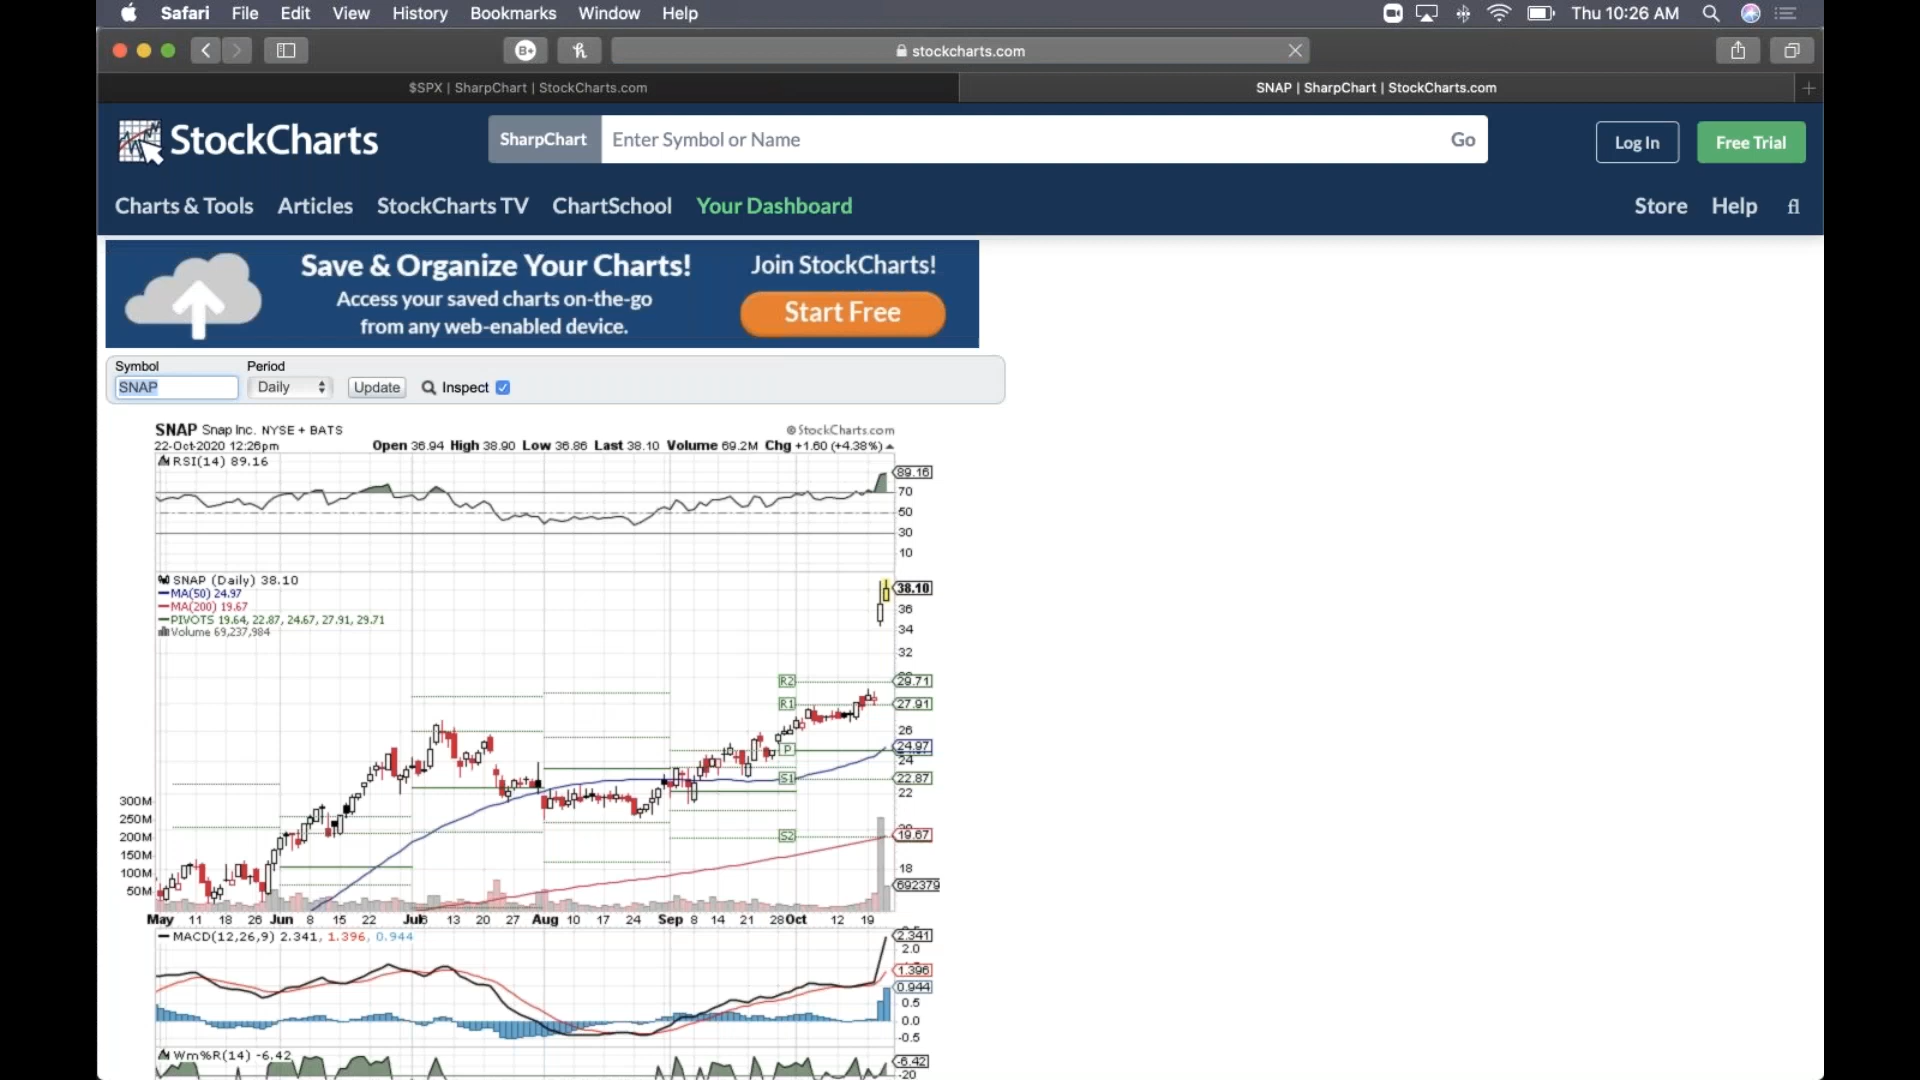 Safari File Edit View History Bookmarks Window Help Thu 10:26 AM
B+ stockcharts.com
$SPX | SharpChart | StockCharts.com SNAP | SharpChart | StockCharts.com
StockCharts SharpChart Enter Symbol or Name Go Log In Free Trial
Charts & Tools Articles StockCharts TV ChartSchool Your Dashboard Store Help
Save & Organize Your Charts!
Access your saved charts on-the-go
from any web-enabled device.
Join StockCharts!
Start Free
Symbol Period
SNAP Daily Update Inspect
SNAP Snap Inc. NYSE + BATS ©StockCharts.com
22-Oct-2020 12:26pm Open 36.94 High 38.90 Low 36.86 Last 38.10 Volume 69.2M Chg +1.60 (+4.38%)
RSI(14) 89.16
89.16
70
50
30
10
SNAP (Daily) 38.10
MA(50) 24.97
MA(200) 19.67
PIVOTS 19.64, 22.87, 24.67, 27.91, 29.71
Volume 69,237,984
38.10
36
34
32
R2 29.71
R1 27.91
26
P 24.97
24
S1 22.87
22
S2 19.67
18
692379
300M
250M
200M
150M
100M
50M
May 11 18 26 Jun 8 15 22 Jul 13 20 27 Aug 10 17 24 Sep 8 14 21 28 Oct 12 19
MACD(12,26,9) 2.341, 1.396, 0.944
2.341
2.0
1.396
0.944
0.5
0.0
-0.5
Wm%R(14) -6.42
-6.42
-20